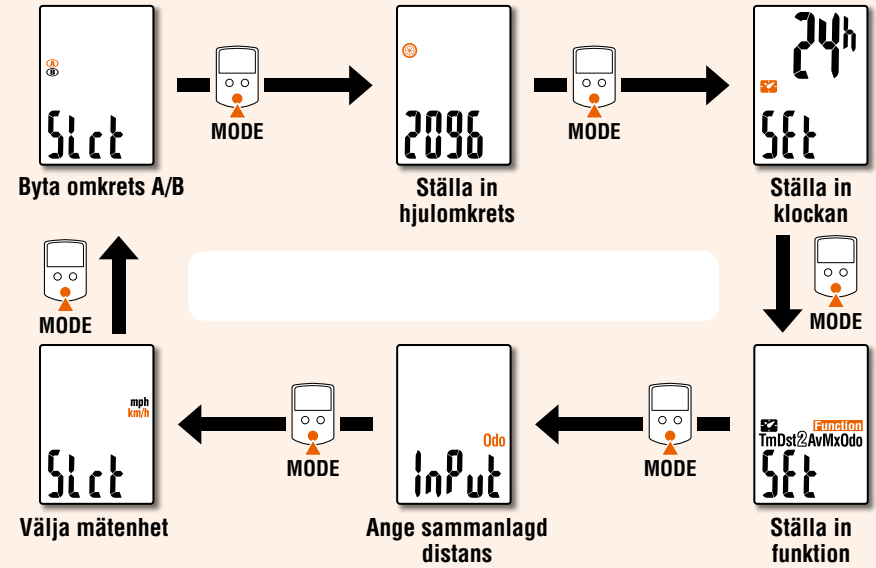 Ⓐ
Ⓑ
SLct
Byta omkrets A/B
MODE
2096
Ställa in
hjulomkrets
MODE
24h
SEt
Ställa in
klockan
MODE
Function
TmDst2AvMxOdo
SEt
Ställa in
funktion
MODE
Odo
InPut
Ange sammanlagd
distans
MODE
mph
km/h
SLct
Välja mätenhet
MODE